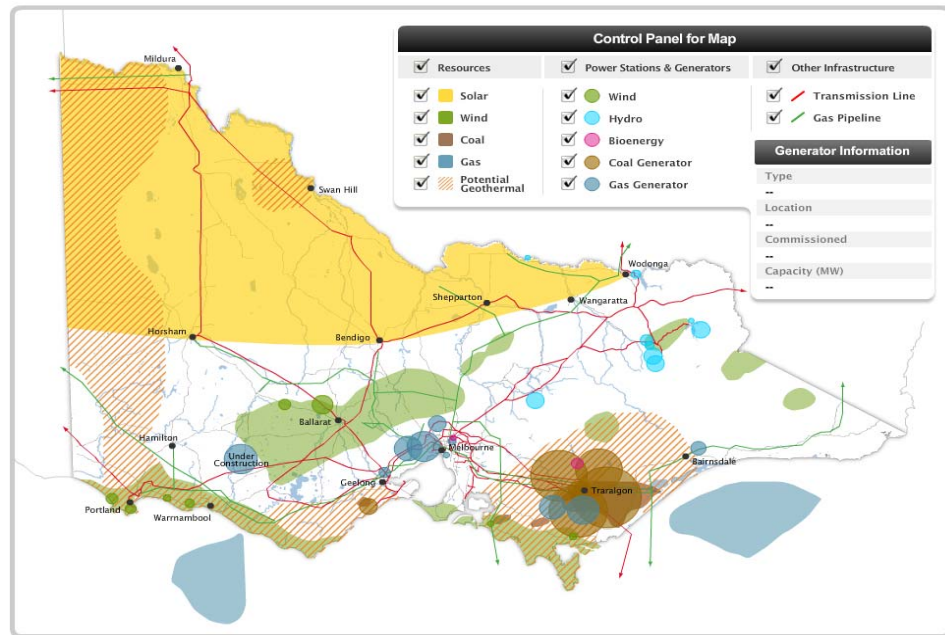 Control Panel for Map
Resources
Power Stations & Generators
Other Infrastructure
Solar
Wind
Transmission Line
Wind
Hydro
Gas Pipeline
Coal
Bioenergy
Gas
Coal Generator
Potential
Geothermal
Gas Generator
Generator Information
Type
--
Location
--
Commissioned
--
Capacity (MW)
--
Mildura
Swan Hill
Wodonga
Shepparton
Wangaratta
Horsham
Bendigo
Ballarat
Hamilton
Under
Construction
Melbourne
Bairnsdale
Geelong
Traraigon
Portland
Warrnambool